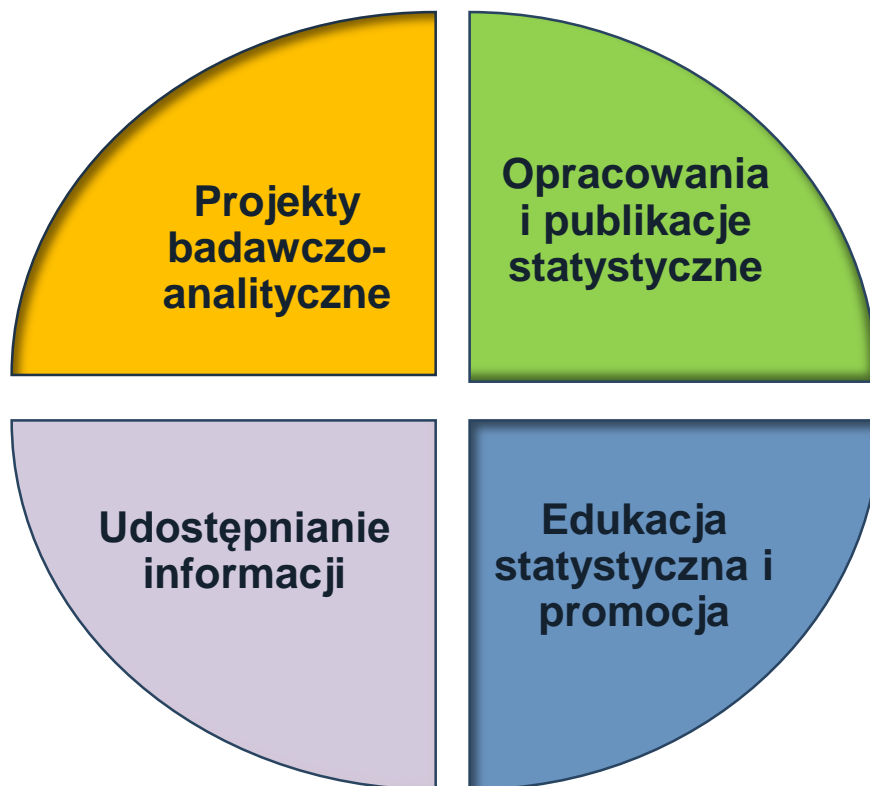 Projekty
badawczo-
analityczne
Opracowania
i publikacje
statystyczne
Udostępnianie
informacji
Edukacja
statystyczna i
promocja